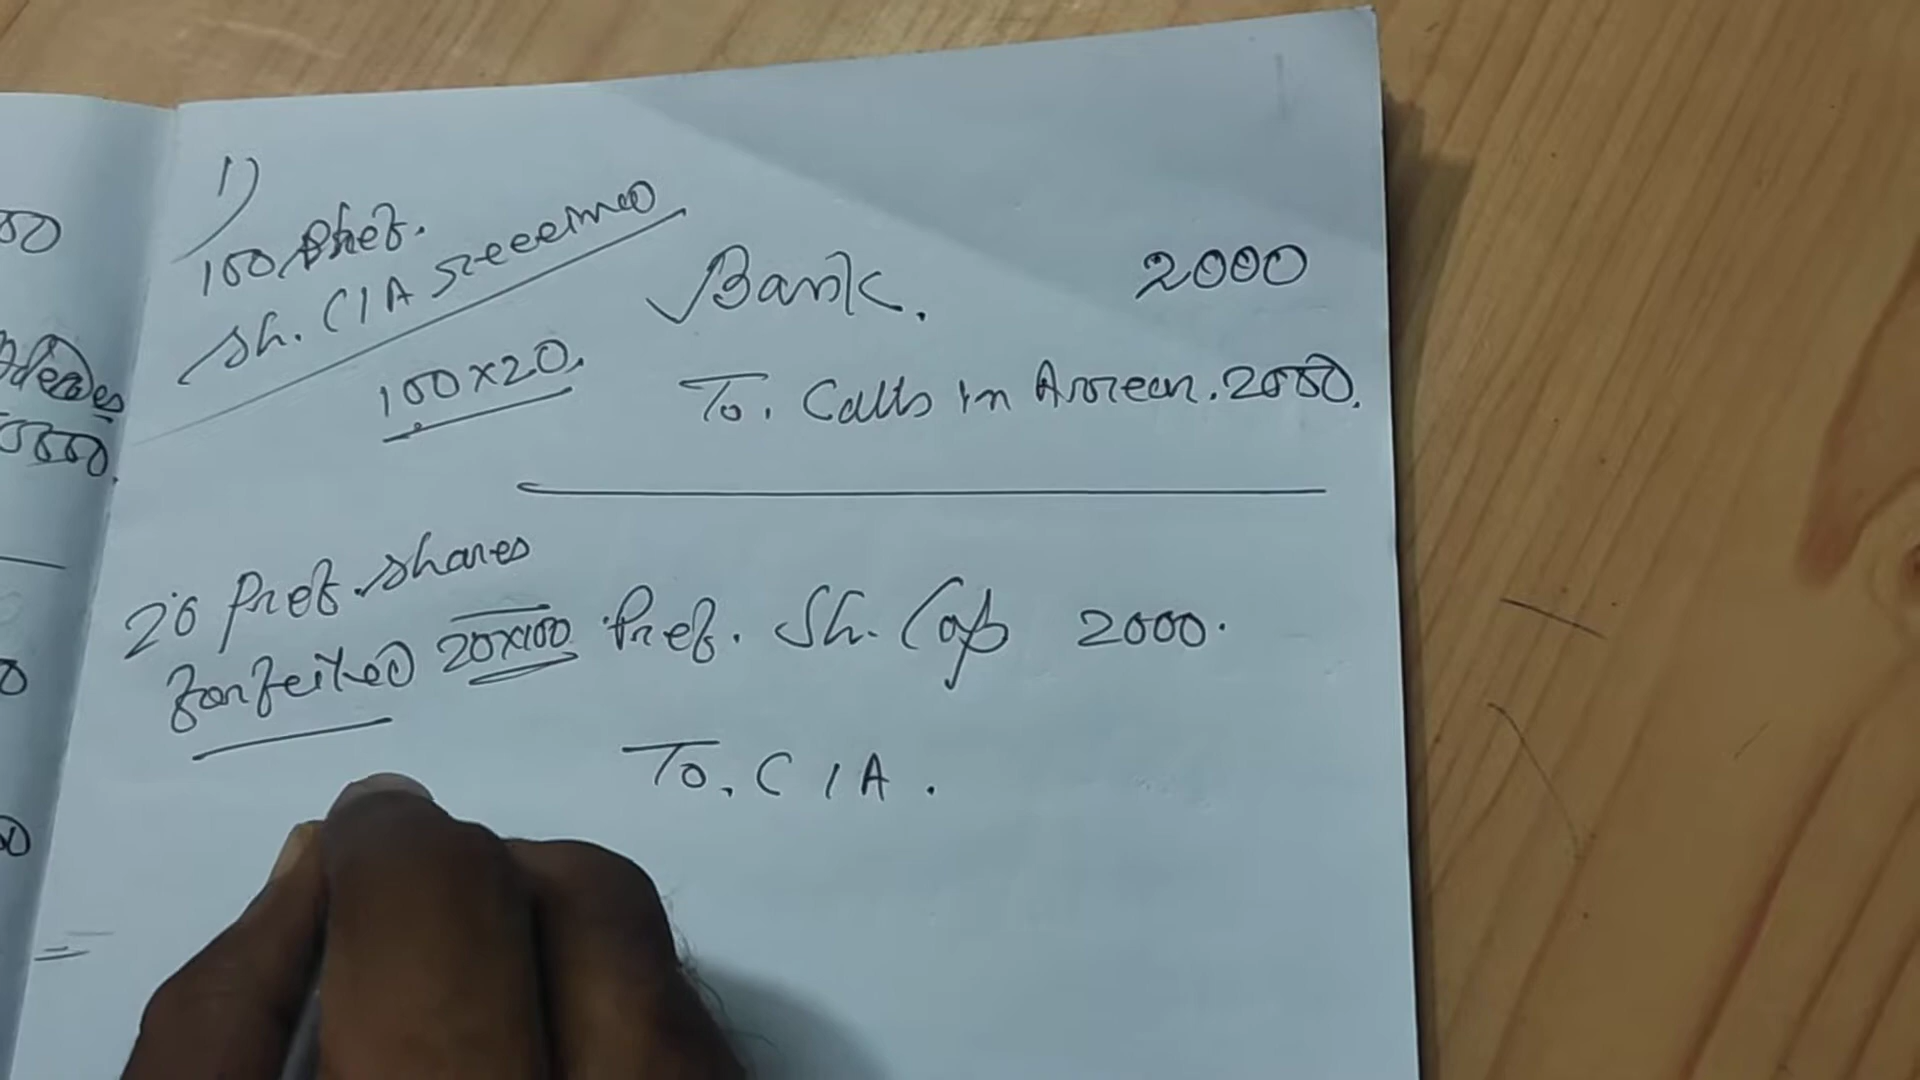 1)
100 Pref.
Sh. CIA received
100×20.
Bank. 2000
To. Calls in Arrear. 2000.
20 Pref. shares
forfeited 20×100 Pref. Sh. Cap 2000.
To. C I A.